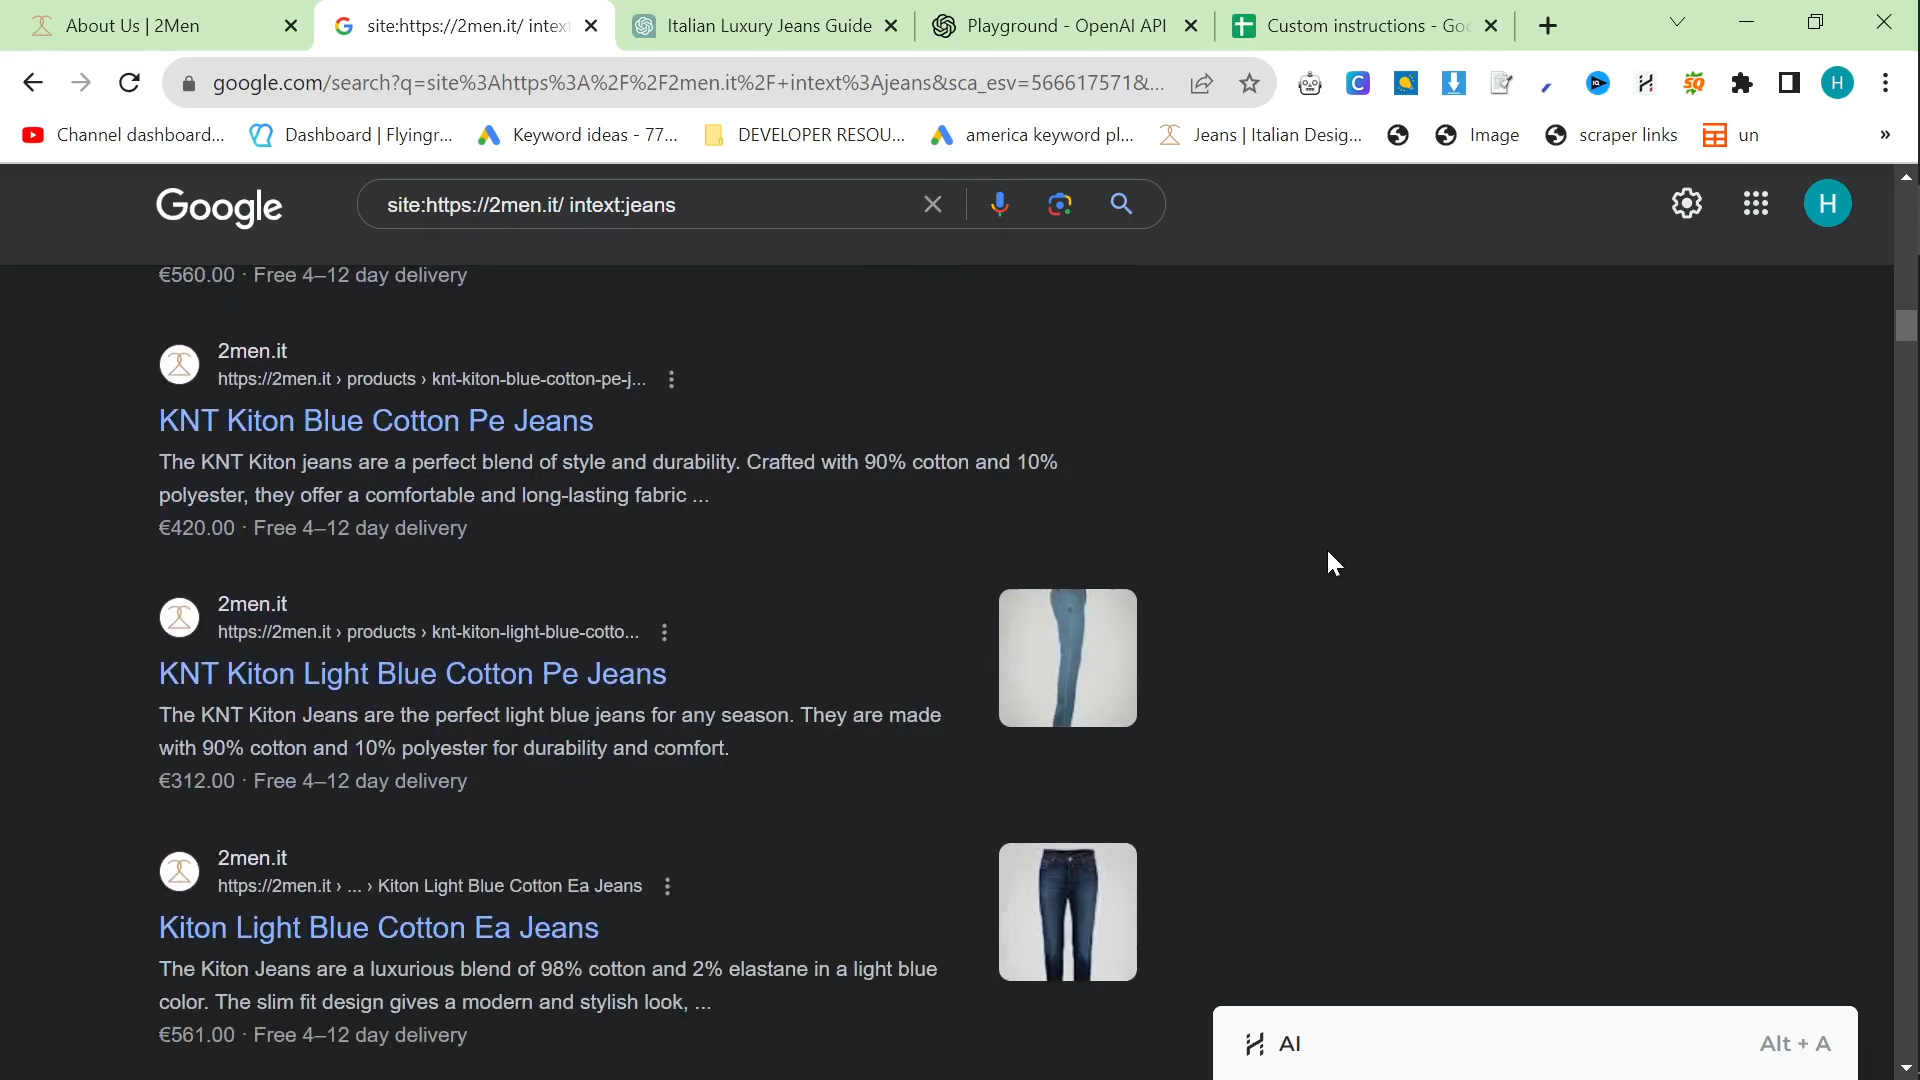 About Us | 2Men
site:https://2men.it/ intex
Italian Luxury Jeans Guide
Playground - OpenAI API
Custom instructions - Goo
google.com/search?q=site%3Ahttps%3A%2F%2F2men.it%2F+intext%3Ajeans&sca_esv=566617571&...
H
Channel dashboard...
Dashboard | Flyingr...
Keyword ideas - 77...
DEVELOPER RESOU...
america keyword pl...
Jeans | Italian Desig...
Image
scraper links
un
»
Google
site:https://2men.it/ intext:jeans
H
€560.00 · Free 4–12 day delivery
2men.it
https://2men.it › products › knt-kiton-blue-cotton-pe-j...
KNT Kiton Blue Cotton Pe Jeans
The KNT Kiton jeans are a perfect blend of style and durability. Crafted with 90% cotton and 10%
polyester, they offer a comfortable and long-lasting fabric ...
€420.00 · Free 4–12 day delivery
2men.it
https://2men.it › products › knt-kiton-light-blue-cotto...
KNT Kiton Light Blue Cotton Pe Jeans
The KNT Kiton Jeans are the perfect light blue jeans for any season. They are made
with 90% cotton and 10% polyester for durability and comfort.
€312.00 · Free 4–12 day delivery
2men.it
https://2men.it › ... › Kiton Light Blue Cotton Ea Jeans
Kiton Light Blue Cotton Ea Jeans
The Kiton Jeans are a luxurious blend of 98% cotton and 2% elastane in a light blue
color. The slim fit design gives a modern and stylish look, ...
€561.00 · Free 4–12 day delivery
AI
Alt + A